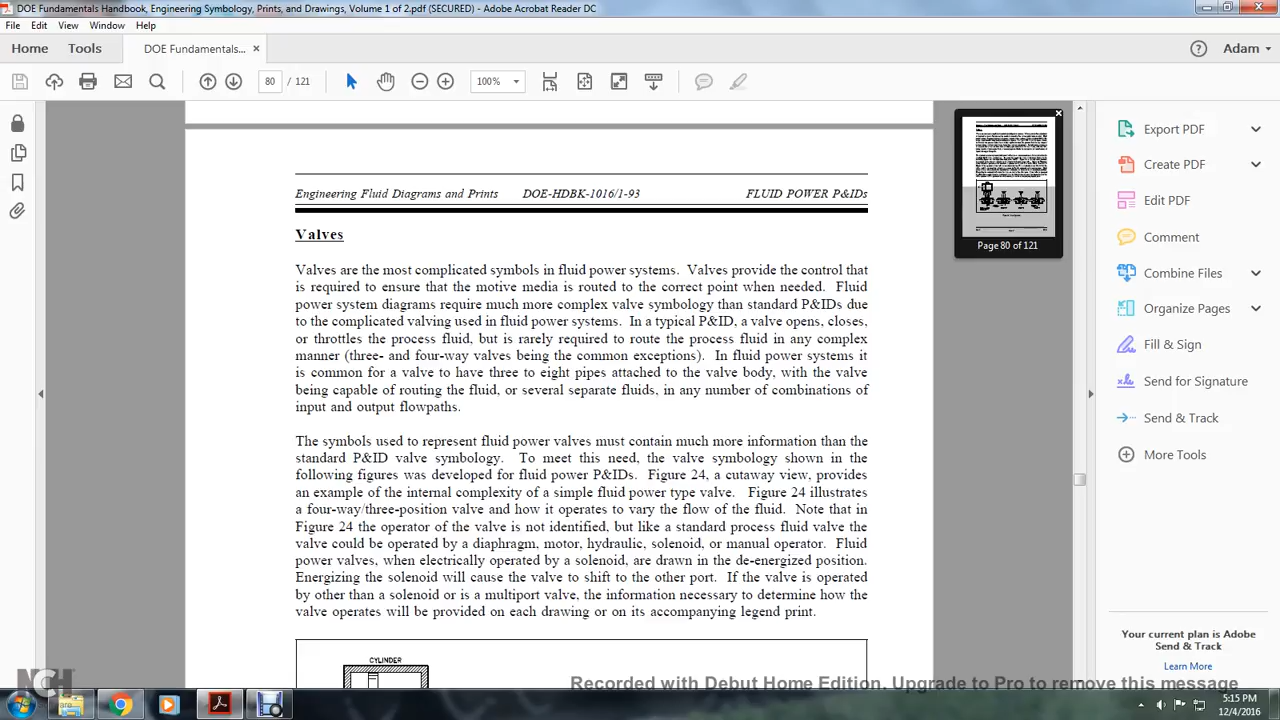 DOE Fundamentals Handbook, Engineering Symbology, Prints, and Drawings, Volume 1 of 2.pdf (SECURED) - Adobe Acrobat Reader DC
File Edit View Window Help
Home Tools DOE Fundamentals... × Adam
80 / 121 100%
Page 80 of 121
Engineering Fluid Diagrams and Prints DOE-HDBK-1016/1-93 FLUID POWER P&IDs
Valves
Valves are the most complicated symbols in fluid power systems. Valves provide the control that
is required to ensure that the motive media is routed to the correct point when needed. Fluid
power system diagrams require much more complex valve symbology than standard P&IDs due
to the complicated valving used in fluid power systems. In a typical P&ID, a valve opens, closes,
or throttles the process fluid, but is rarely required to route the process fluid in any complex
manner (three- and four-way valves being the common exceptions). In fluid power systems it
is common for a valve to have three to eight pipes attached to the valve body, with the valve
being capable of routing the fluid, or several separate fluids, in any number of combinations of
input and output flowpaths.
The symbols used to represent fluid power valves must contain much more information than the
standard P&ID valve symbology. To meet this need, the valve symbology shown in the
following figures was developed for fluid power P&IDs. Figure 24, a cutaway view, provides
an example of the internal complexity of a simple fluid power type valve. Figure 24 illustrates
a four-way/three-position valve and how it operates to vary the flow of the fluid. Note that in
Figure 24 the operator of the valve is not identified, but like a standard process fluid valve the
valve could be operated by a diaphragm, motor, hydraulic, solenoid, or manual operator. Fluid
power valves, when electrically operated by a solenoid, are drawn in the de-energized position.
Energizing the solenoid will cause the valve to shift to the other port. If the valve is operated
by other than a solenoid or is a multiport valve, the information necessary to determine how the
valve operates will be provided on each drawing or on its accompanying legend print.
CYLINDER
Export PDF
Create PDF
Edit PDF
Comment
Combine Files
Organize Pages
Fill & Sign
Send for Signature
Send & Track
More Tools
Your current plan is Adobe
Send & Track
Learn More
NCH
Recorded with Debut Home Edition. Upgrade to Pro to remove this message
5:15 PM
12/4/2016